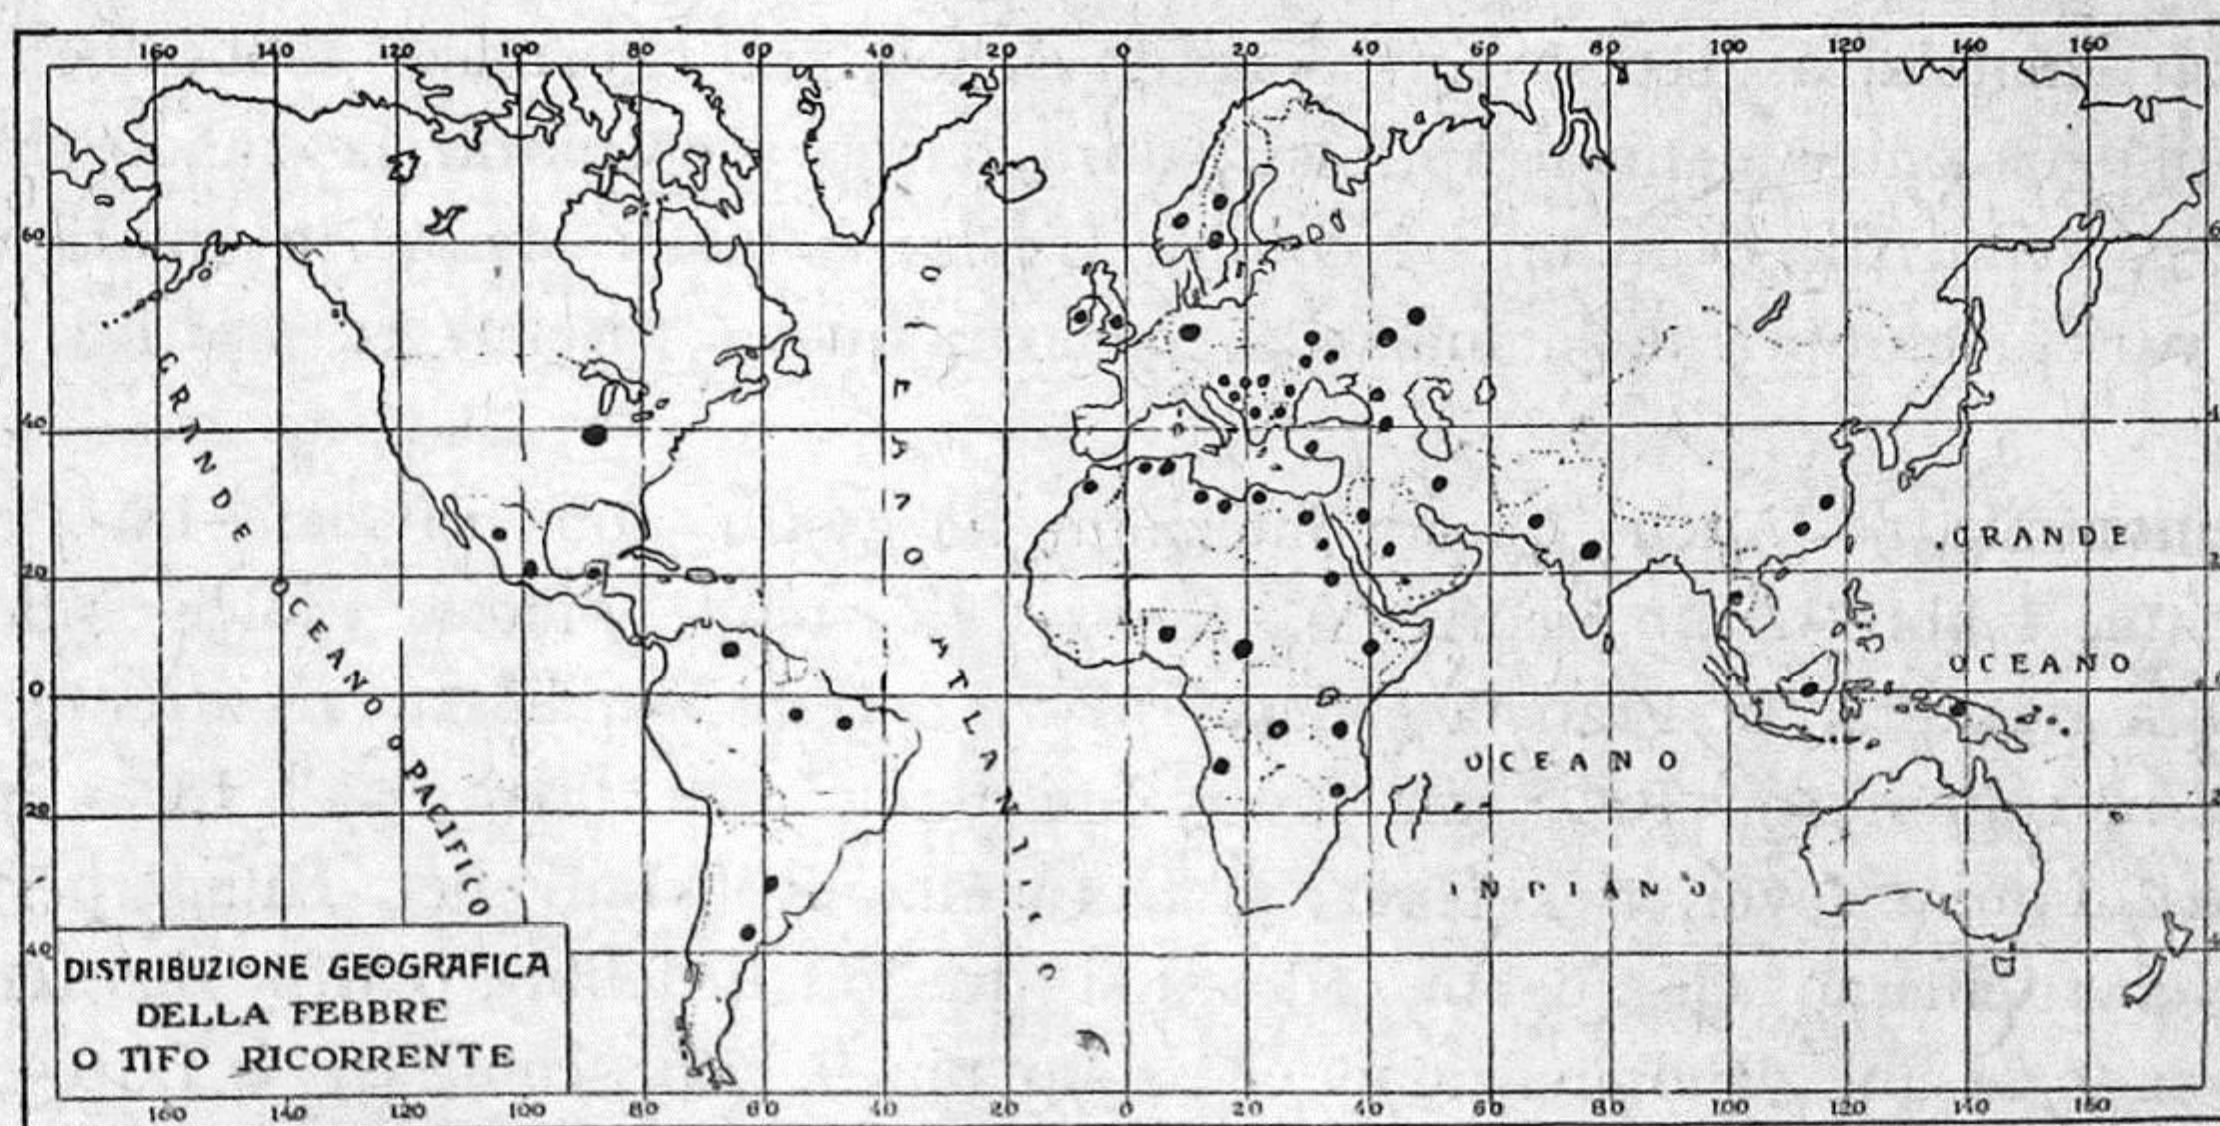 160 140 120 100 80 60 40 20 0 20 40 60 80 100 120 140 160
60
40
20
0
20
40
GRANDE
OCEANO O PACIFICO
ATLANTICO
GRANDE
OCEANO
OCEANO
INDIANO
DISTRIBUZIONE GEOGRAFICA
DELLA FEBBRE
O TIFO RICORRENTE
160 140 120 100 80 60 40 20 0 20 40 60 80 100 120 140 160